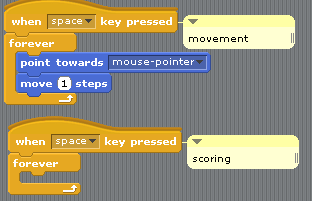 when space key pressed
movement
forever
point towards mouse-pointer
move 1 steps
when space key pressed
scoring
forever